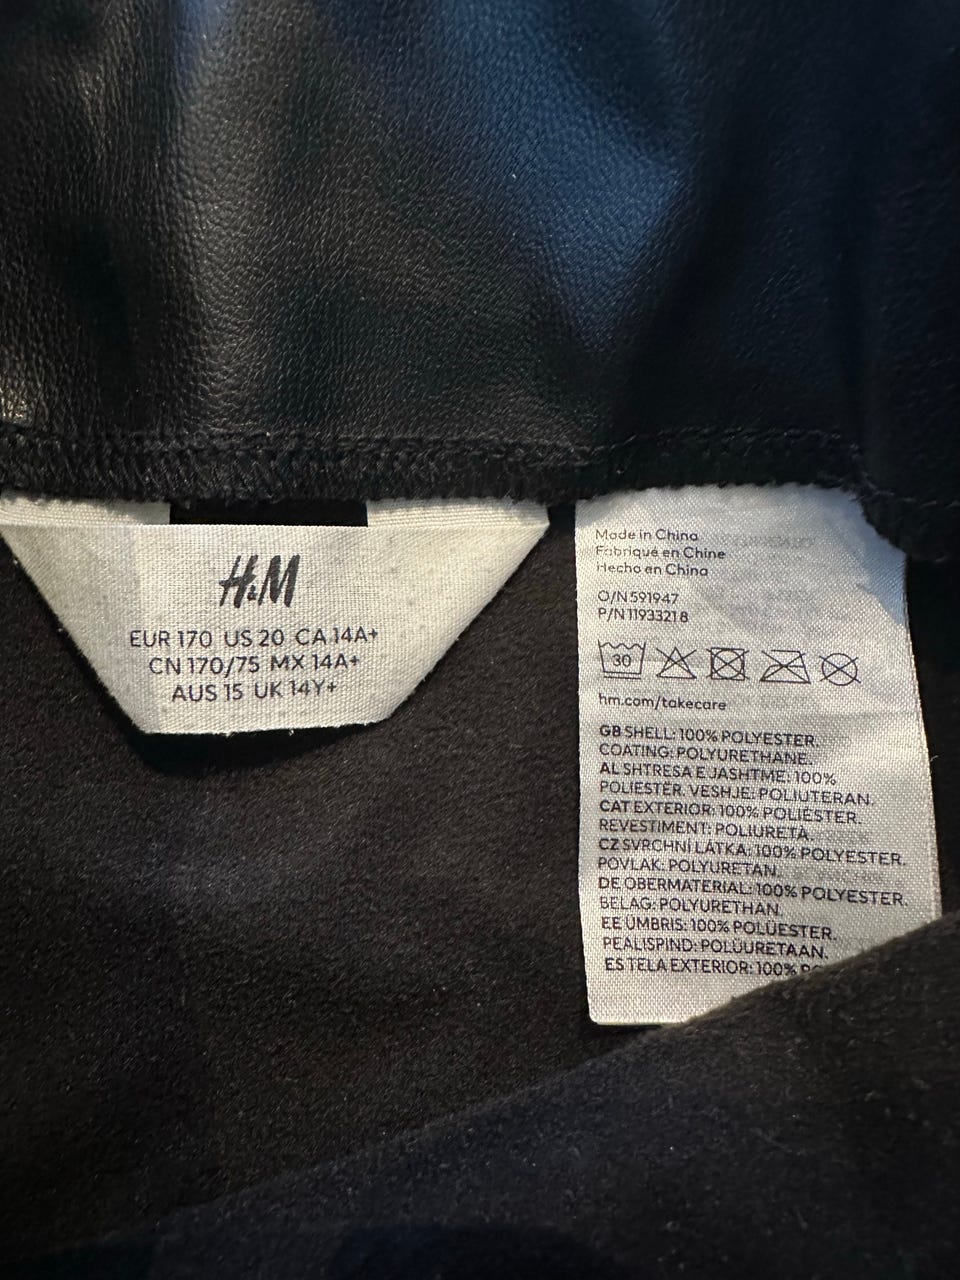 H&M
EUR 170 US 20 CA 14A+
CN 170/75 MX 14A+
AUS 15 UK 14Y+
Made in China
Fabriqué en Chine
Hecho en China
O/N 591947
P/N 11933218
30
hm.com/takecare
GB SHELL: 100% POLYESTER.
COATING: POLYURETHANE.
AL SHTRESA E JASHTME: 100%
POLIESTER. VESHJE: POLIUTERAN.
CAT EXTERIOR: 100% POLIÈSTER.
REVESTIMENT: POLIURETÀ.
CZ SVRCHNÍ LÁTKA: 100% POLYESTER.
POVLAK: POLYURETAN.
DE OBERMATERIAL: 100% POLYESTER.
BELAG: POLYURETHAN.
EE ÜMBRIS: 100% POLÜESTER.
PEALISPIND: POLÜURETAAN.
ES TELA EXTERIOR: 100%